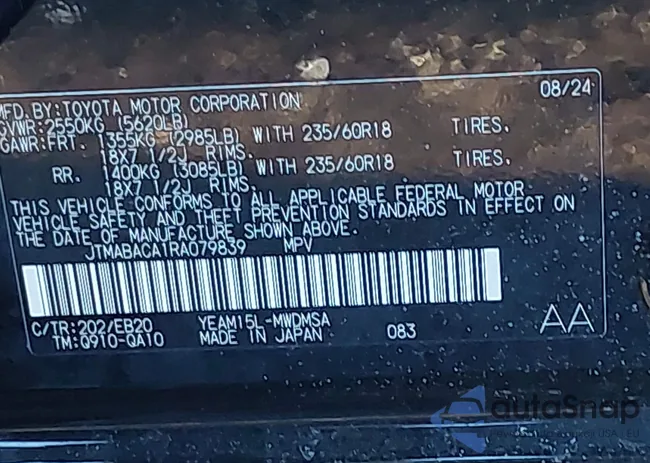 08/24
MFD. BY:TOYOTA MOTOR CORPORATION
GVWR:2550KG (5620LB)
GAWR:FRT. 1355KG (2985LB) WITH 235/60R18 TIRES.
18X7 1/2J RIMS.
RR. 1400KG (3085LB) WITH 235/60R18 TIRES.
18X7 1/2J RIMS.
THIS VEHICLE CONFORMS TO ALL APPLICABLE FEDERAL MOTOR
VEHICLE SAFETY AND THEFT PREVENTION STANDARDS IN EFFECT ON
THE DATE OF MANUFACTURE SHOWN ABOVE.
JTMABACA1RA079839 MPV
C/TR:202/EB20 YEAM15L-MWDMSA
TM:Q910-QA10 MADE IN JAPAN 083 AA
autoSnap